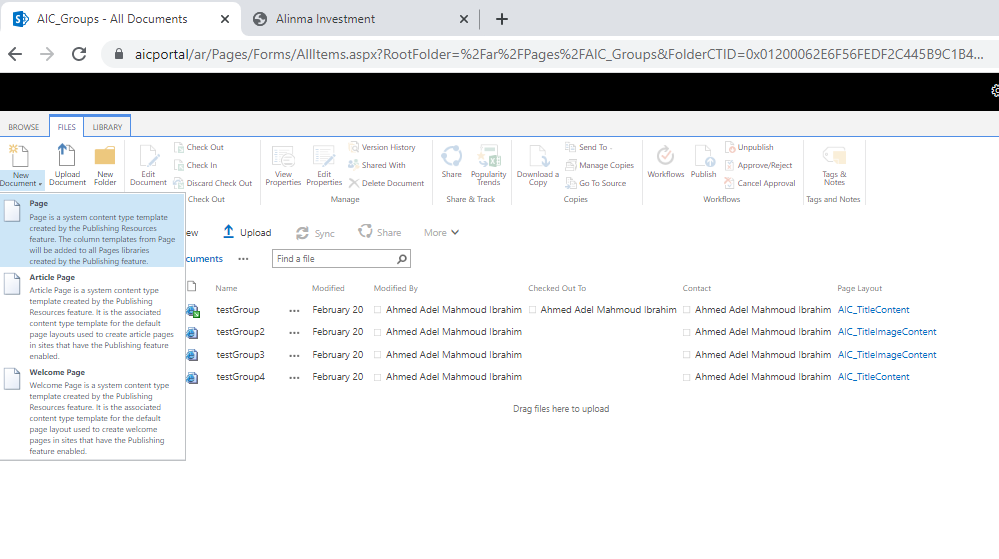 AIC_Groups - All Documents
Alinma Investment
aicportal/ar/Pages/Forms/AllItems.aspx?RootFolder=%2Far%2FPages%2FAIC_Groups&FolderCTID=0x01200062E6F56FEDF2C445B9C1B4...
BROWSE FILES LIBRARY
New Document
Upload Document
New Folder
Edit Document
Check Out
Check In
Discard Check Out
View Properties
Edit Properties
Version History
Shared With
Delete Document
Share
Popularity Trends
Download a Copy
Send To
Manage Copies
Go To Source
Workflows
Publish
Unpublish
Approve/Reject
Cancel Approval
Tags & Notes
Check Out
Manage
Share & Track
Copies
Workflows
Tags and Notes
Page
Page is a system content type template
created by the Publishing Resources
feature. The column templates from Page
will be added to all Pages libraries
created by the Publishing feature.
Article Page
Article Page is a system content type
template created by the Publishing
Resources feature. It is the associated
content type template for the default
page layouts used to create article pages
in sites that have the Publishing feature
enabled.
Welcome Page
Welcome Page is a system content type
template created by the Publishing
Resources feature. It is the associated
content type template for the default
page layout used to create welcome
pages in sites that have the Publishing
feature enabled.
ew Upload Sync Share More
cuments ••• Find a file
Name Modified Modified By Checked Out To Contact Page Layout
testGroup ••• February 20 Ahmed Adel Mahmoud Ibrahim Ahmed Adel Mahmoud Ibrahim Ahmed Adel Mahmoud Ibrahim AIC_TitleContent
testGroup2 ••• February 20 Ahmed Adel Mahmoud Ibrahim Ahmed Adel Mahmoud Ibrahim AIC_TitleImageContent
testGroup3 ••• February 20 Ahmed Adel Mahmoud Ibrahim Ahmed Adel Mahmoud Ibrahim AIC_TitleImageContent
testGroup4 ••• February 20 Ahmed Adel Mahmoud Ibrahim Ahmed Adel Mahmoud Ibrahim AIC_TitleContent
Drag files here to upload